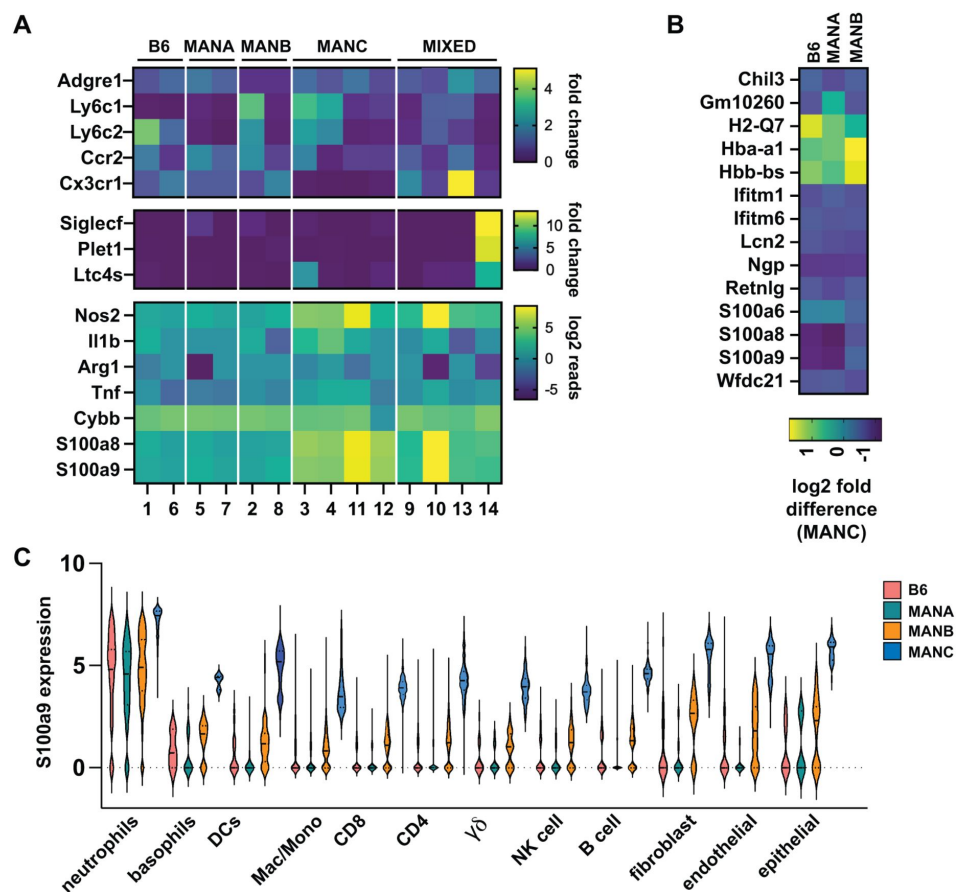 A
B6 MANA MANB MANC MIXED
Adgre1
Ly6c1
Ly6c2
Ccr2
Cx3cr1
4
2
0
fold change
Siglecf
Plet1
Ltc4s
10
5
0
fold change
Nos2
Il1b
Arg1
Tnf
Cybb
S100a8
S100a9
5
0
-5
log2 reads
1 6 5 7 2 8 3 4 11 12 9 10 13 14
B
B6 MANA MANB
Chil3
Gm10260
H2-Q7
Hba-a1
Hbb-bs
Ifitm1
Ifitm6
Lcn2
Ngp
Retnlg
S100a6
S100a8
S100a9
Wfdc21
1 0 -1
log2 fold
difference
(MANC)
C
S100a9 expression
10
5
0
neutrophils basophils DCs Mac/Mono CD8 CD4 γδ NK cell B cell fibroblast endothelial epithelial
B6
MANA
MANB
MANC